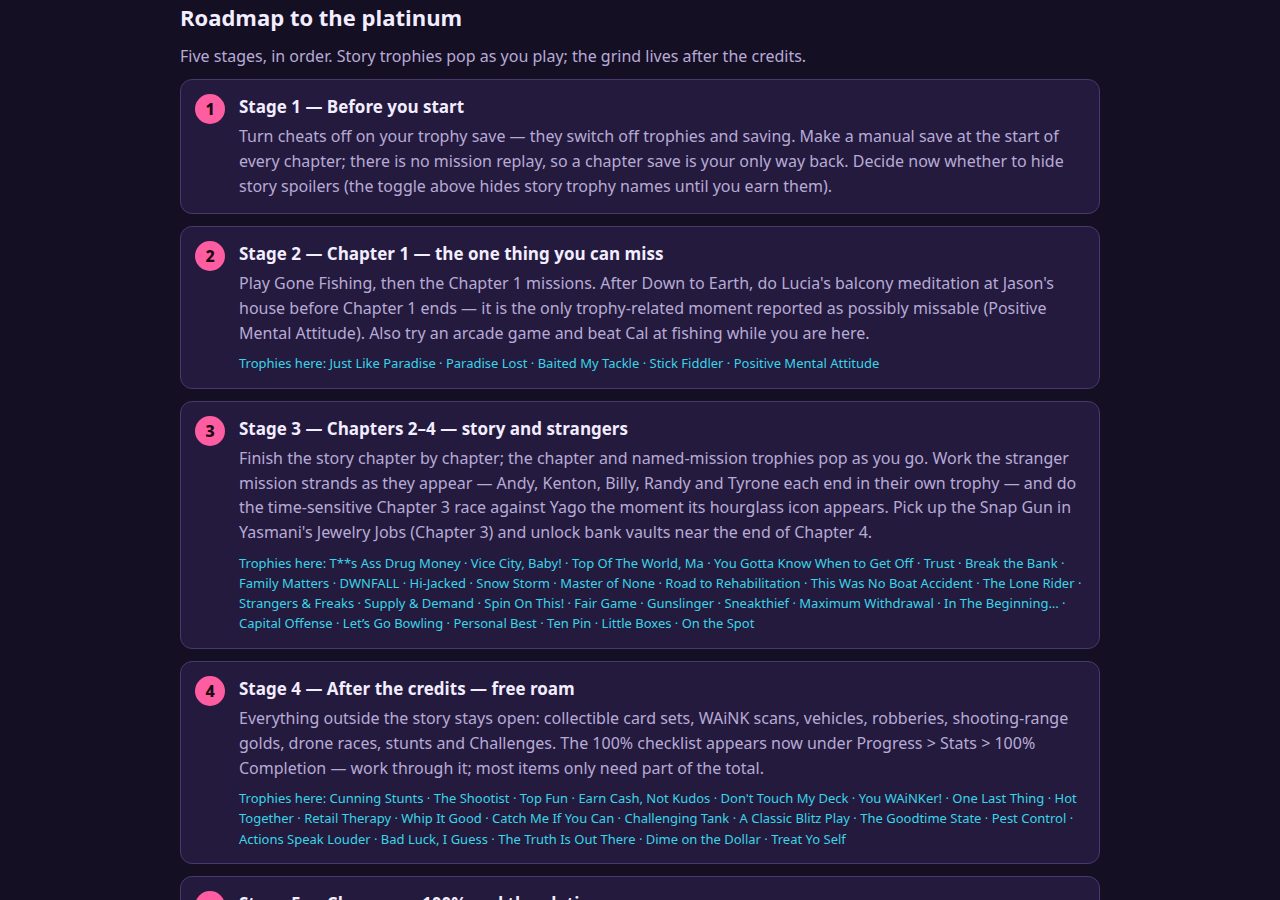 Roadmap to the platinum
Five stages, in order. Story trophies pop as you play; the grind lives after the credits.
1
Stage 1 — Before you start
Turn cheats off on your trophy save — they switch off trophies and saving. Make a manual save at the start of
every chapter; there is no mission replay, so a chapter save is your only way back. Decide now whether to hide
story spoilers (the toggle above hides story trophy names until you earn them).
2
Stage 2 — Chapter 1 — the one thing you can miss
Play Gone Fishing, then the Chapter 1 missions. After Down to Earth, do Lucia's balcony meditation at Jason's
house before Chapter 1 ends — it is the only trophy-related moment reported as possibly missable (Positive
Mental Attitude). Also try an arcade game and beat Cal at fishing while you are here.
Trophies here: Just Like Paradise · Paradise Lost · Baited My Tackle · Stick Fiddler · Positive Mental Attitude
3
Stage 3 — Chapters 2–4 — story and strangers
Finish the story chapter by chapter; the chapter and named-mission trophies pop as you go. Work the stranger
mission strands as they appear — Andy, Kenton, Billy, Randy and Tyrone each end in their own trophy — and do
the time-sensitive Chapter 3 race against Yago the moment its hourglass icon appears. Pick up the Snap Gun in
Yasmani's Jewelry Jobs (Chapter 3) and unlock bank vaults near the end of Chapter 4.
Trophies here: T**s Ass Drug Money · Vice City, Baby! · Top Of The World, Ma · You Gotta Know When to Get Off · Trust · Break the Bank ·
Family Matters · DWNFALL · Hi-Jacked · Snow Storm · Master of None · Road to Rehabilitation · This Was No Boat Accident · The Lone Rider ·
Strangers & Freaks · Supply & Demand · Spin On This! · Fair Game · Gunslinger · Sneakthief · Maximum Withdrawal · In The Beginning... ·
Capital Offense · Let’s Go Bowling · Personal Best · Ten Pin · Little Boxes · On the Spot
4
Stage 4 — After the credits — free roam
Everything outside the story stays open: collectible card sets, WAiNK scans, vehicles, robberies, shooting-range
golds, drone races, stunts and Challenges. The 100% checklist appears now under Progress > Stats > 100%
Completion — work through it; most items only need part of the total.
Trophies here: Cunning Stunts · The Shootist · Top Fun · Earn Cash, Not Kudos · Don't Touch My Deck · You WAiNKer! · One Last Thing · Hot
Together · Retail Therapy · Whip It Good · Catch Me If You Can · Challenging Tank · A Classic Blitz Play · The Goodtime State · Pest Control ·
Actions Speak Louder · Bad Luck, I Guess · The Truth Is Out There · Dime on the Dollar · Treat Yo Self